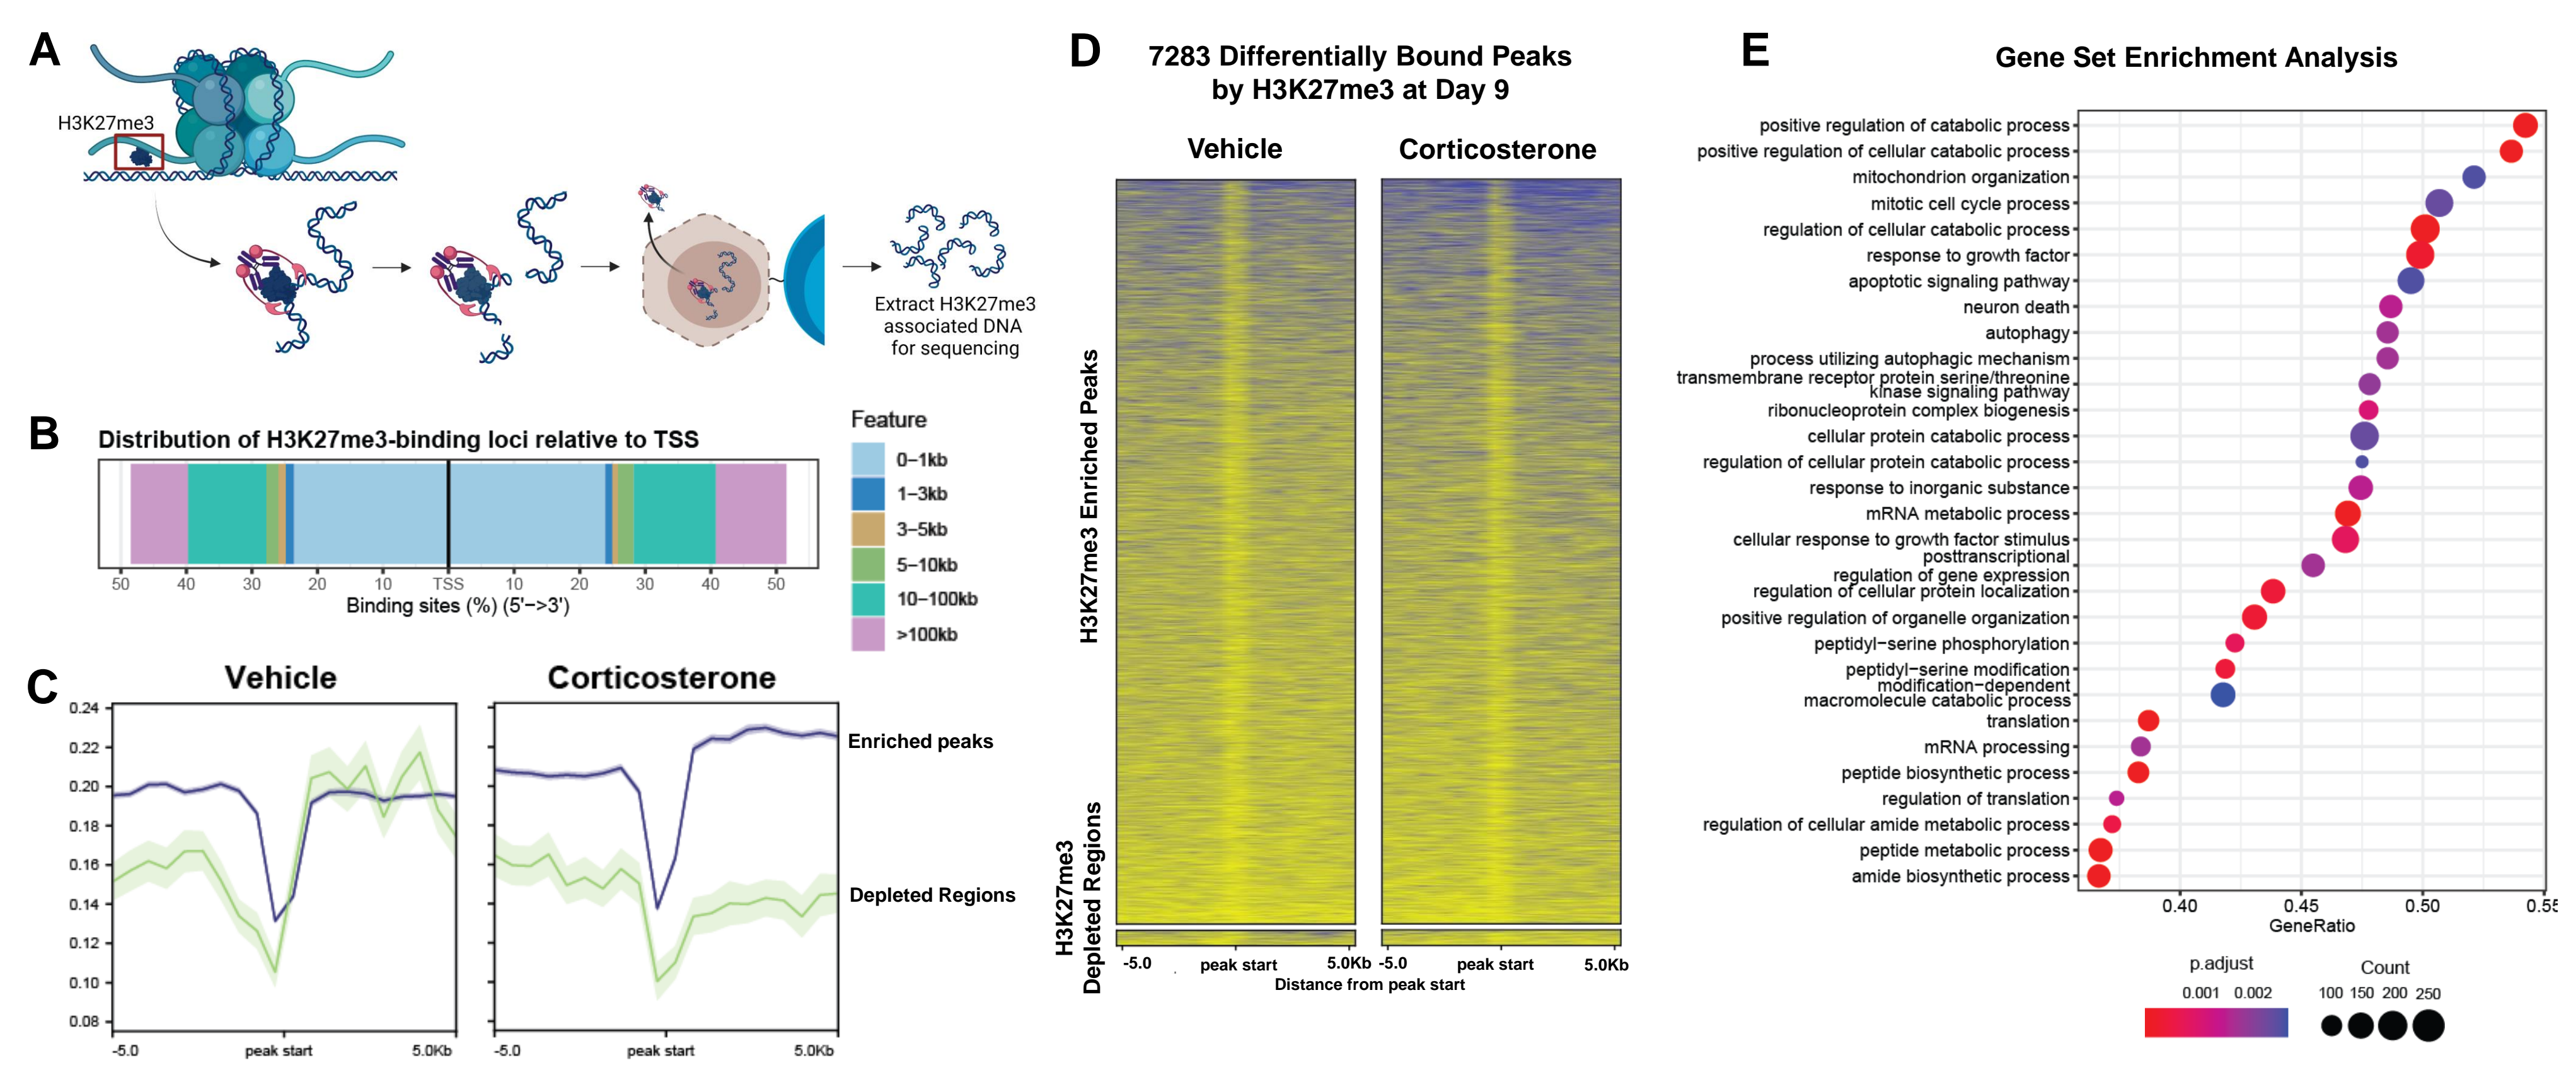 A
H3K27me3
Extract H3K27me3
associated DNA
for sequencing
B
Distribution of H3K27me3-binding loci relative to TSS
50 40 30 20 10 TSS 10 20 30 40 50
Binding sites (%) (5'->3')
Feature
0-1kb
1-3kb
3-5kb
5-10kb
10-100kb
>100kb
C
Vehicle
Corticosterone
0.24
0.22
0.20
0.18
0.16
0.14
0.12
0.10
0.08
Enriched peaks
Depleted Regions
-5.0 peak start 5.0Kb
-5.0 peak start 5.0Kb
D
7283 Differentially Bound Peaks
by H3K27me3 at Day 9
Vehicle
Corticosterone
H3K27me3 Enriched Peaks
H3K27me3
Depleted Regions
-5.0 peak start 5.0Kb
-5.0 peak start 5.0Kb
Distance from peak start
E
Gene Set Enrichment Analysis
positive regulation of catabolic process
positive regulation of cellular catabolic process
mitochondrion organization
mitotic cell cycle process
regulation of cellular catabolic process
response to growth factor
apoptotic signaling pathway
neuron death
autophagy
process utilizing autophagic mechanism
transmembrane receptor protein serine/threonine
kinase signaling pathway
ribonucleoprotein complex biogenesis
cellular protein catabolic process
regulation of cellular protein catabolic process
response to inorganic substance
mRNA metabolic process
cellular response to growth factor stimulus
posttranscriptional
regulation of gene expression
regulation of cellular protein localization
positive regulation of organelle organization
peptidyl-serine phosphorylation
peptidyl-serine modification
modification-dependent
macromolecule catabolic process
translation
mRNA processing
peptide biosynthetic process
regulation of translation
regulation of cellular amide metabolic process
peptide metabolic process
amide biosynthetic process
0.40 0.45 0.50 0.55
GeneRatio
p.adjust
0.001 0.002
Count
100 150 200 250